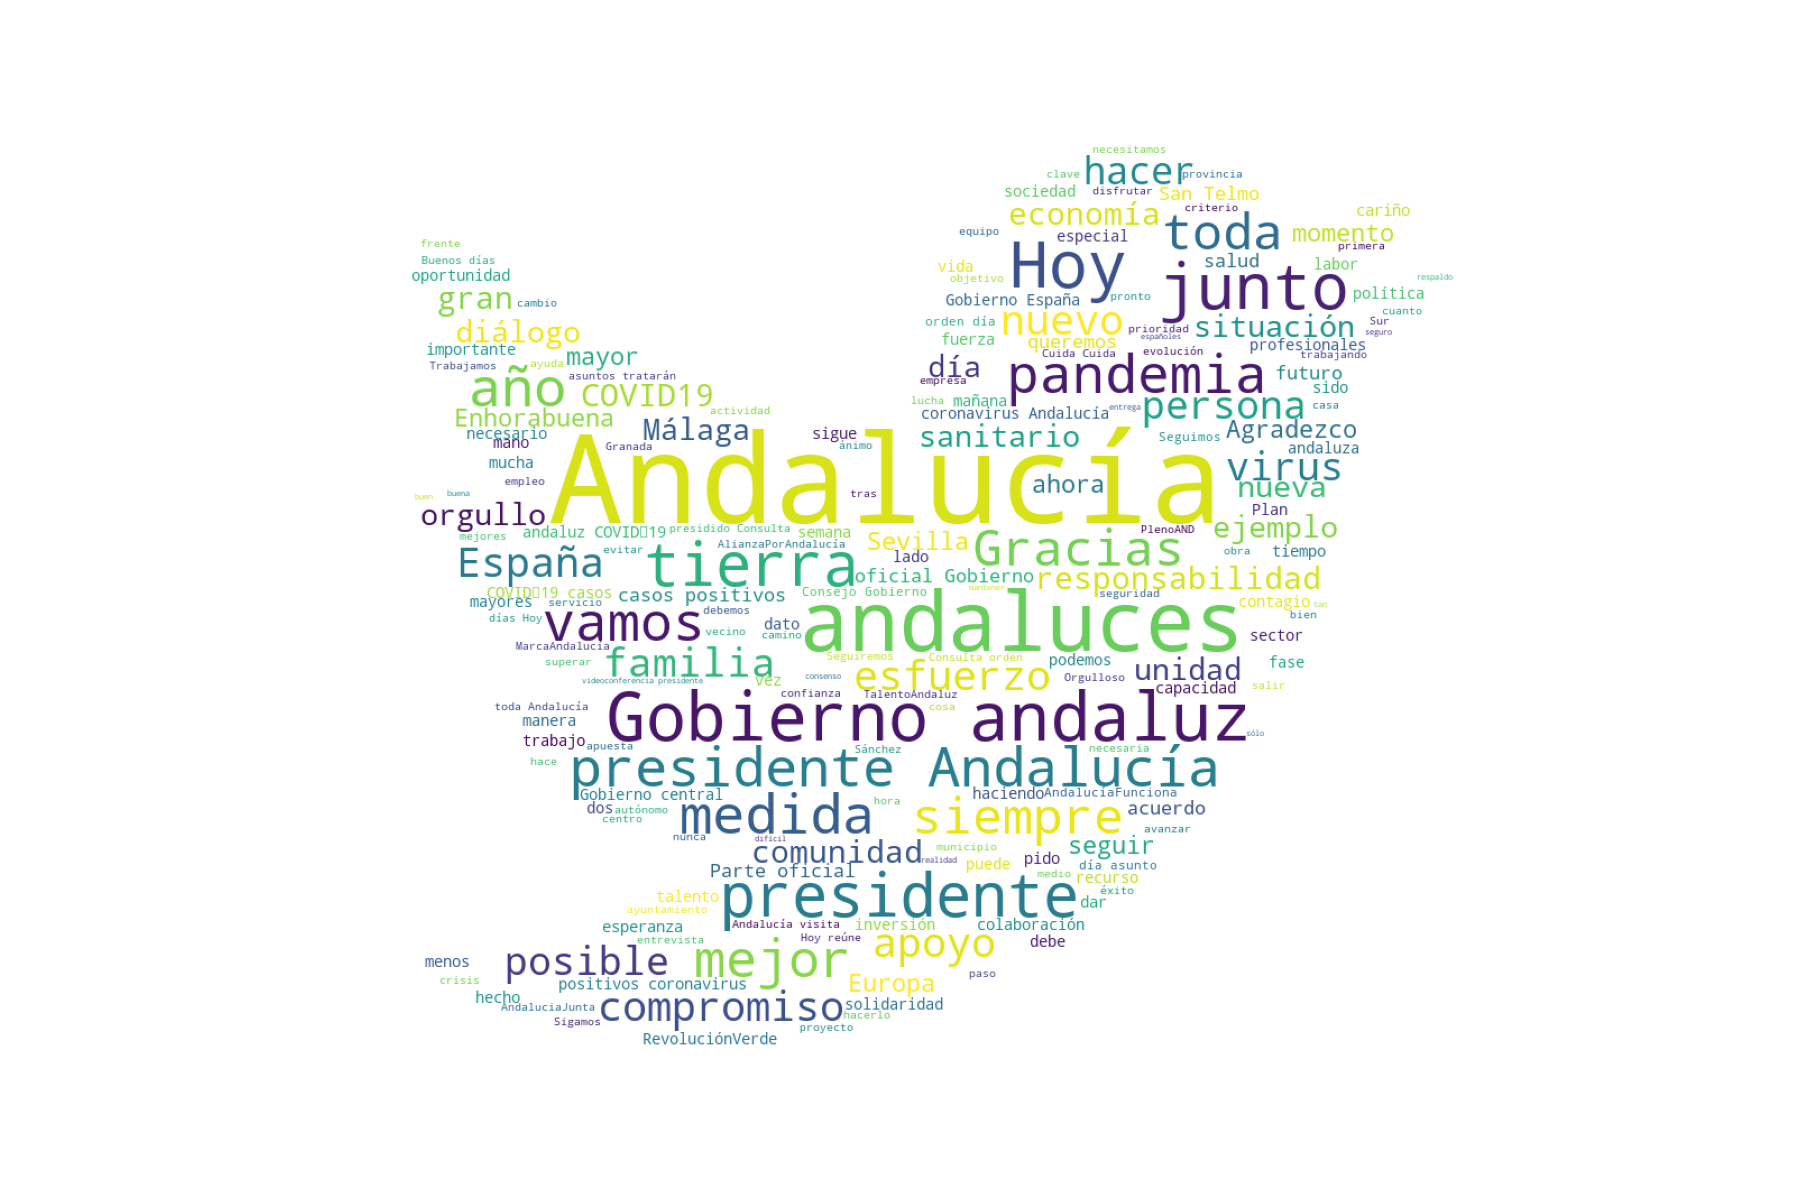 necesitamos
hacer
clave
provincia
sociedad
disfrutar
San Telmo
economía
criterio
cariño
equipo
especial
toda
momento
primera
frente
Buenos días
oportunidad
vida
objetivo
Hoy
salud
labor
respaldo
gran
cambio
Gobierno España
pronto
junto
política
cuanto
diálogo
orden día
nuevo
prioridad
situación
Sur
seguro
importante
mayor
fuerza
queremos
españoles
profesionales
Trabajamos
ayuda
asuntos tratarán
día
Cuida Cuida
evolución
trabajando
empresa
pandemia
futuro
sido
año
COVID19
lucha
mañana
persona
casa
Enhorabuena
actividad
coronavirus Andalucía
entrega
necesario
mano
Málaga
Granada
sigue
ánimo
sanitario
Seguimos
Agradezco
andaluza
mucha
empleo
Andalucía
ahora
virus
buen
buena
tras
nueva
orgullo
Plan
mejores
andaluz COVID19
presidido Consulta
semana
Sevilla
Gracias
PlenoAND
ejemplo
España
evitar
tierra
AlianzaPorAndalucía
lado
obra
tiempo
oficial Gobierno
responsabilidad
COVID19 casos
casos positivos
Consejo Gobierno
mantener
seguridad
mayores
servicio
debemos
contagio
tan
días Hoy
vamos
vecino
dato
camino
andaluces
bien
sector
MarcaAndalucía
superar
familia
Seguiremos
Consulta orden
podemos
unidad
fase
videoconferencia presidente
vez
consenso
esfuerzo
Orgulloso
capacidad
salir
confianza
TalentoAndaluz
toda Andalucía
cosa
manera
Gobierno andaluz
sólo
trabajo
apuesta
Sánchez
necesaria
hace
presidente Andalucía
Gobierno central
haciendo
AndalucíaFunciona
dos
autónomo
centro
medida
hora
siempre
acuerdo
avanzar
nunca
difícil
comunidad
realidad
municipio
seguir
Parte oficial
puede
pido
día asunto
medio
recurso
éxito
talento
presidente
dar
ayuntamiento
esperanza
Andalucía visita
inversión
colaboración
entrevista
Hoy reúne
apoyo
debe
menos
posible
mejor
paso
crisis
positivos coronavirus
Europa
hecho
AndaluciaJunta
compromiso
solidaridad
Sigamos
hacerlo
proyecto
RevoluciónVerde